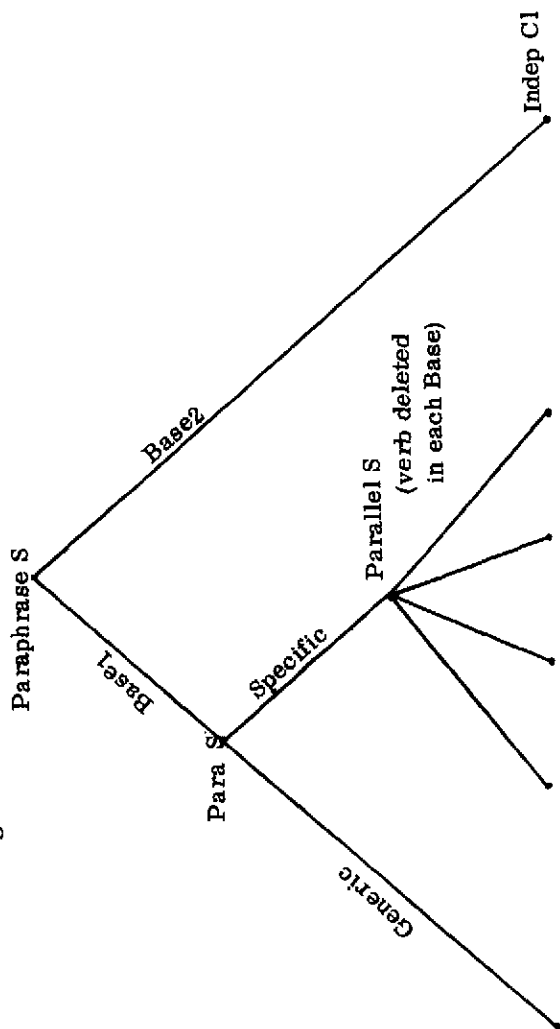 Paraphrase S
Base1
Base2
Para S
Specific
Generic
Parallel S
(verb deleted
in each Base)
Indep Cl